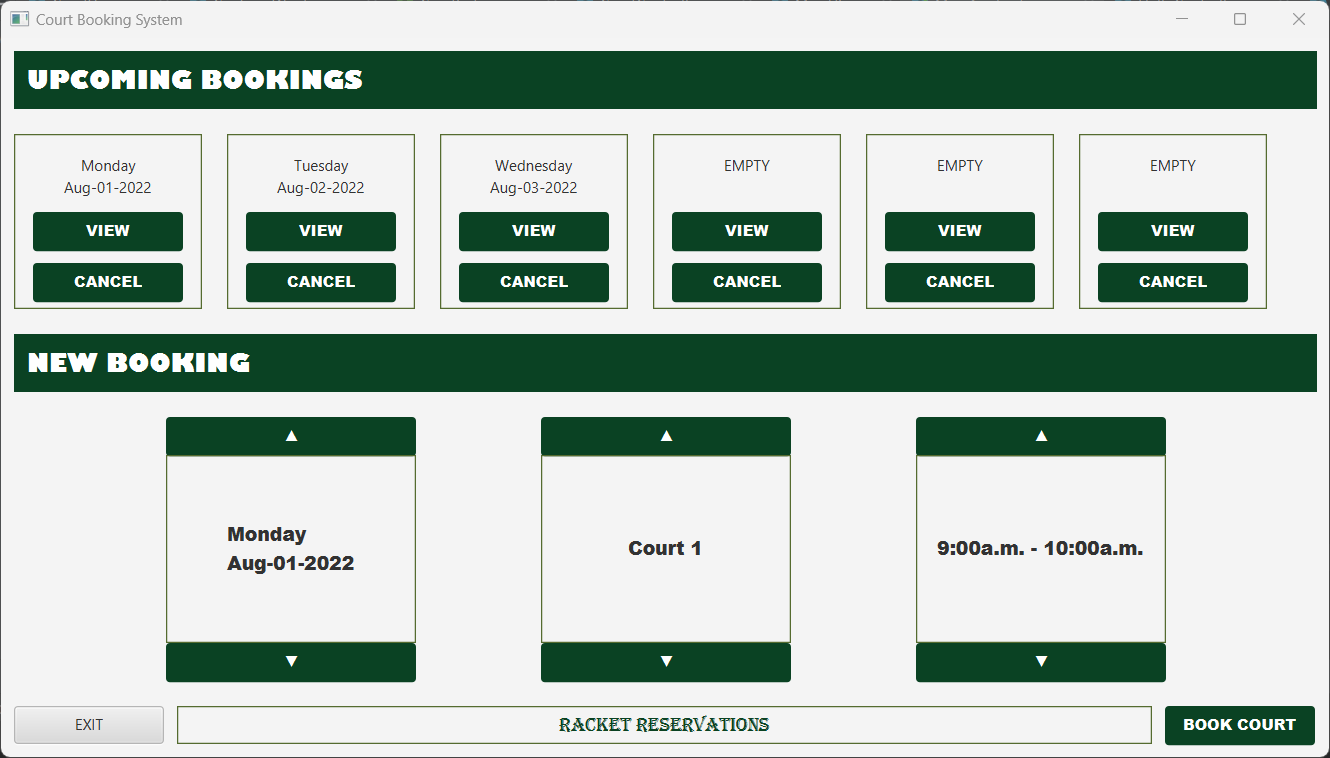 Court Booking System
UPCOMING BOOKINGS
Monday
Aug-01-2022
VIEW
CANCEL
Tuesday
Aug-02-2022
VIEW
CANCEL
Wednesday
Aug-03-2022
VIEW
CANCEL
EMPTY
VIEW
CANCEL
EMPTY
VIEW
CANCEL
EMPTY
VIEW
CANCEL
NEW BOOKING
▲
Monday
Aug-01-2022
▼
▲
Court 1
▼
▲
9:00a.m. - 10:00a.m.
▼
EXIT
RACKET RESERVATIONS
BOOK COURT